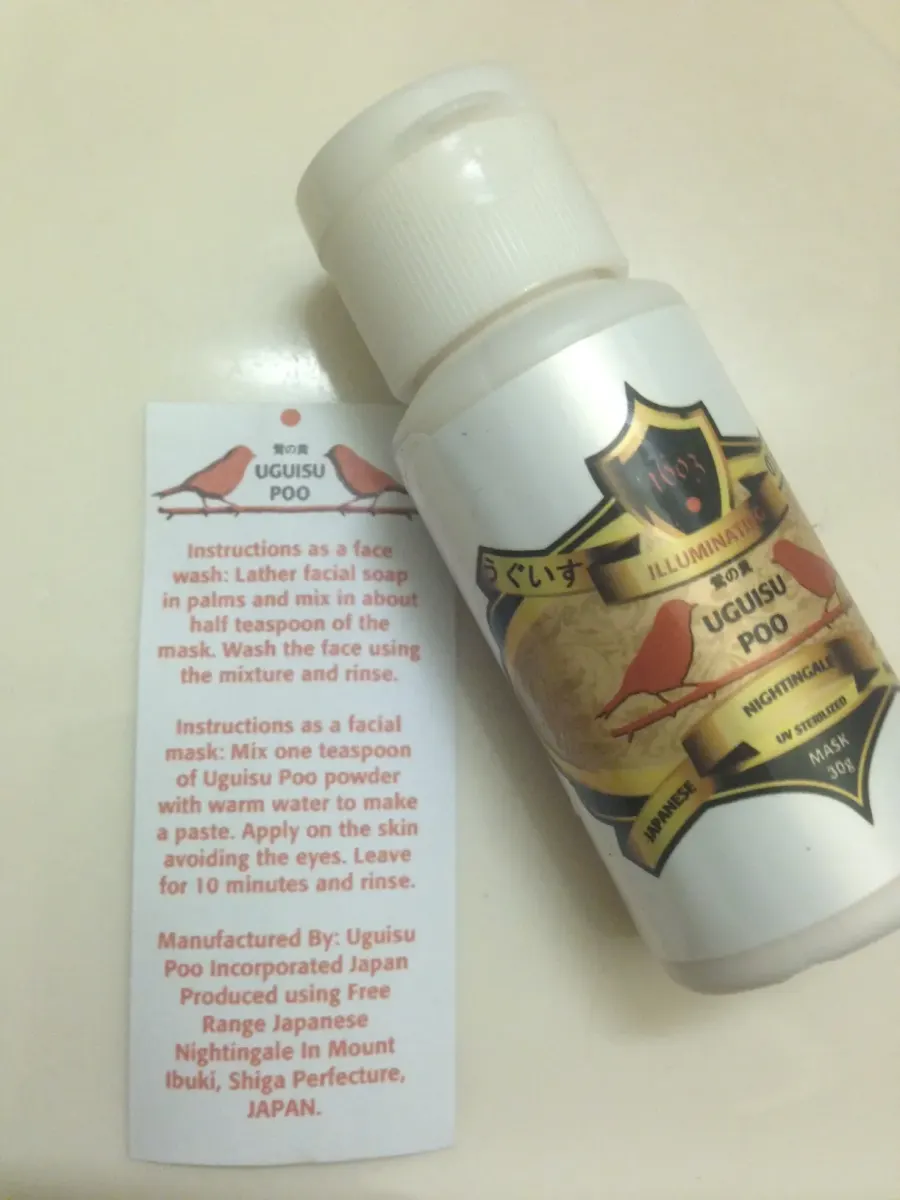 鶯の糞
UGUISU
POO
Instructions as a face
wash: Lather facial soap
in palms and mix in about
half teaspoon of the
mask. Wash the face using
the mixture and rinse.
Instructions as a facial
mask: Mix one teaspoon
of Uguisu Poo powder
with warm water to make
a paste. Apply on the skin
avoiding the eyes. Leave
for 10 minutes and rinse.
Manufactured By: Uguisu
Poo Incorporated Japan
Produced using Free
Range Japanese
Nightingale In Mount
Ibuki, Shiga Perfecture,
JAPAN.
1603
うぐいす
ILLUMINATING
鶯の糞
UGUISU
POO
JAPANESE
NIGHTINGALE
UV STERILIZED
MASK
30g